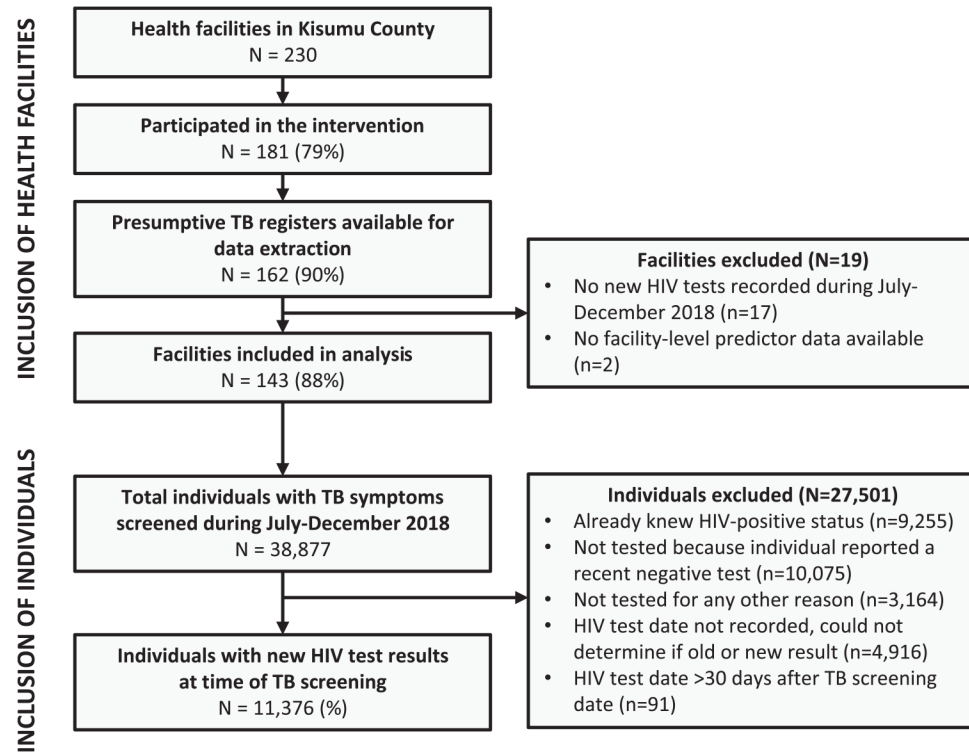 INCLUSION OF HEALTH FACILITIES
Health facilities in Kisumu County
N = 230
Participated in the intervention
N = 181 (79%)
Presumptive TB registers available for
data extraction
N = 162 (90%)
Facilities excluded (N=19)
• No new HIV tests recorded during July-
December 2018 (n=17)
• No facility-level predictor data available
(n=2)
Facilities included in analysis
N = 143 (88%)
INCLUSION OF INDIVIDUALS
Total individuals with TB symptoms
screened during July-December 2018
N = 38,877
Individuals excluded (N=27,501)
• Already knew HIV-positive status (n=9,255)
• Not tested because individual reported a
recent negative test (n=10,075)
• Not tested for any other reason (n=3,164)
• HIV test date not recorded, could not
determine if old or new result (n=4,916)
• HIV test date >30 days after TB screening
date (n=91)
Individuals with new HIV test results
at time of TB screening
N = 11,376 (%)